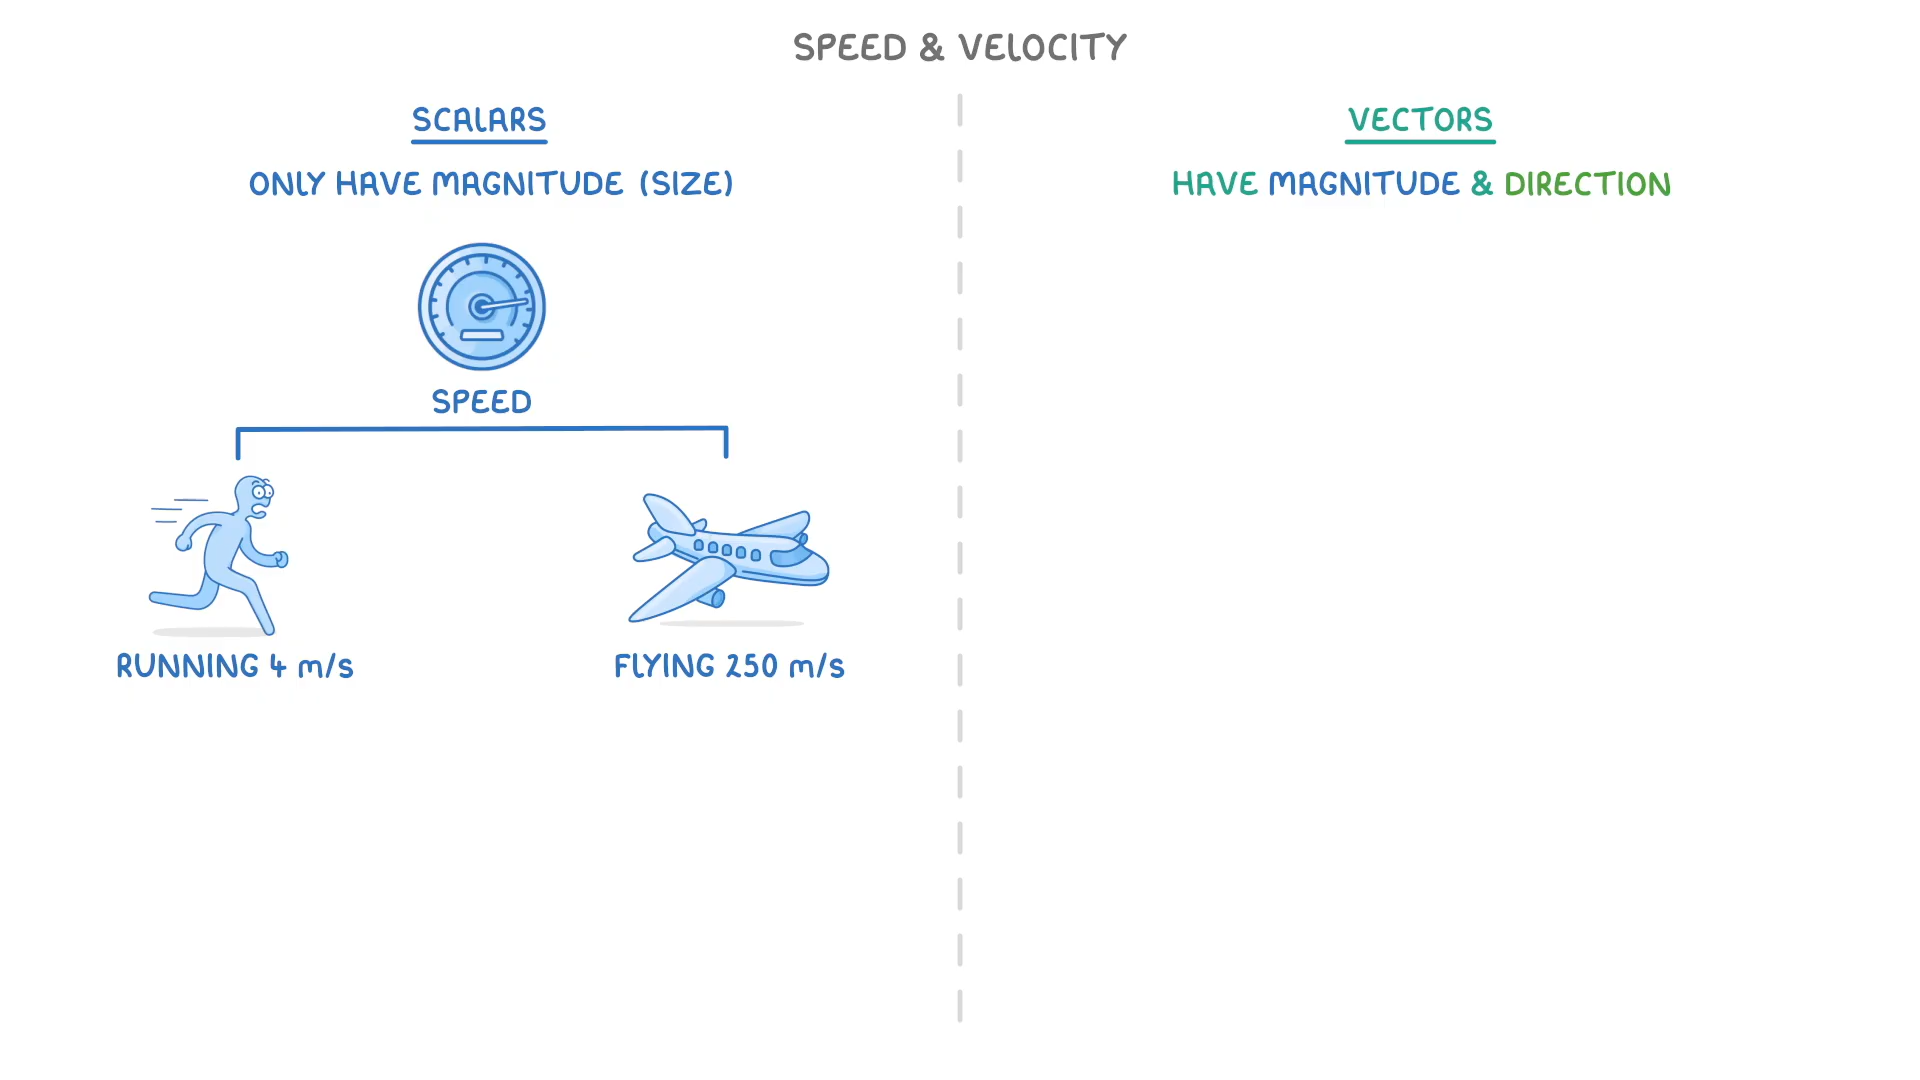 SPEED & VELOCITY
SCALARS
ONLY HAVE MAGNITUDE (SIZE)
SPEED
RUNNING 4 m/s
FLYING 250 m/s
VECTORS
HAVE MAGNITUDE & DIRECTION